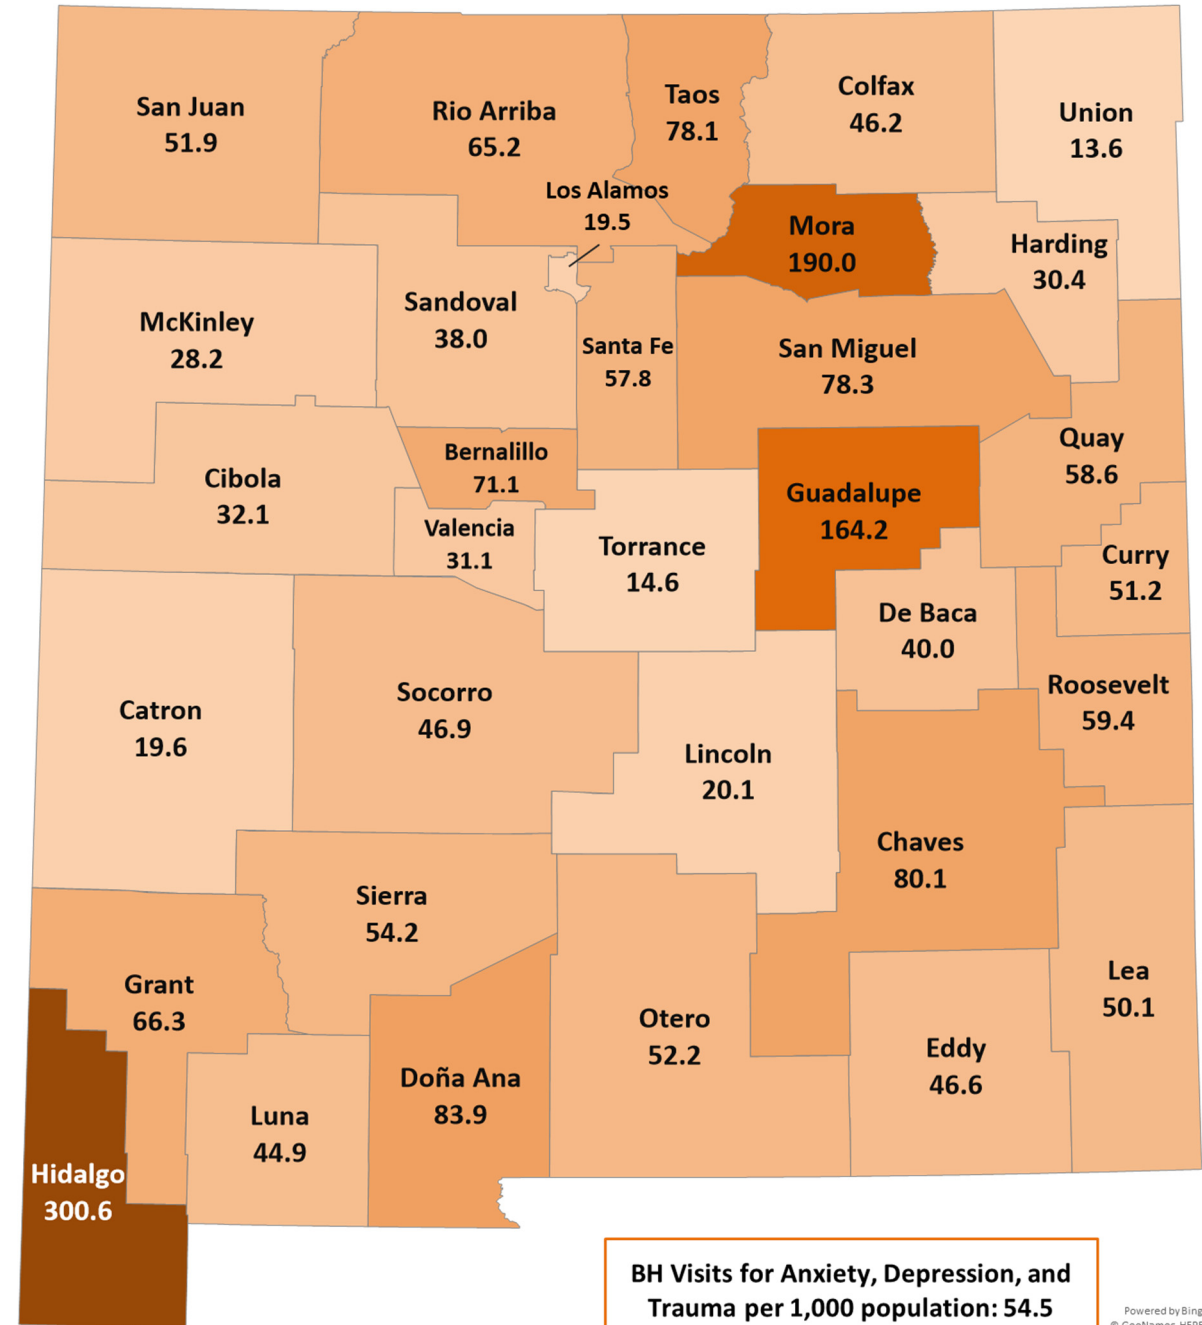 San Juan
51.9
Rio Arriba
65.2
Taos
78.1
Colfax
46.2
Union
13.6
Los Alamos
19.5
Mora
190.0
Harding
30.4
McKinley
28.2
Sandoval
38.0
Santa Fe
57.8
San Miguel
78.3
Quay
58.6
Cibola
32.1
Bernalillo
71.1
Valencia
31.1
Torrance
14.6
Guadalupe
164.2
Curry
51.2
De Baca
40.0
Roosevelt
59.4
Catron
19.6
Socorro
46.9
Lincoln
20.1
Chaves
80.1
Sierra
54.2
Grant
66.3
Otero
52.2
Lea
50.1
Eddy
46.6
Doña Ana
83.9
Luna
44.9
Hidalgo
300.6
BH Visits for Anxiety, Depression, and
Trauma per 1,000 population: 54.5
Powered by Bing
© GeoNames,